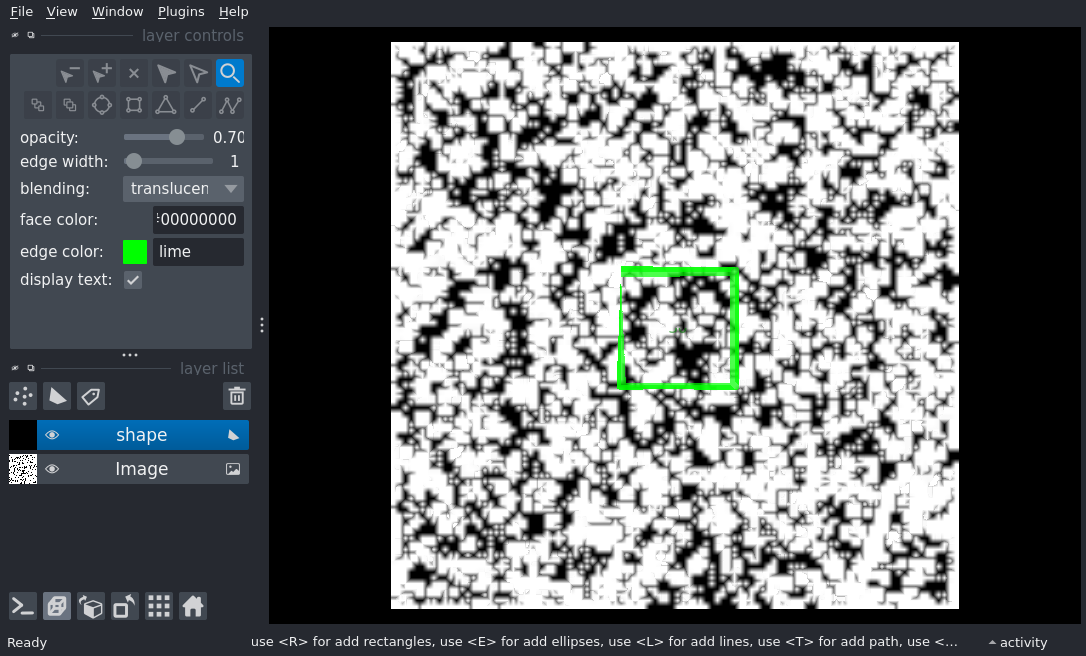 File View Window Plugins Help
layer controls
opacity: 0.70
edge width: 1
blending: translucen
face color: 00000000
edge color: lime
display text:
layer list
shape
Image
Ready use <R> for add rectangles, use <E> for add ellipses, use <L> for add lines, use <T> for add path, use <... activity